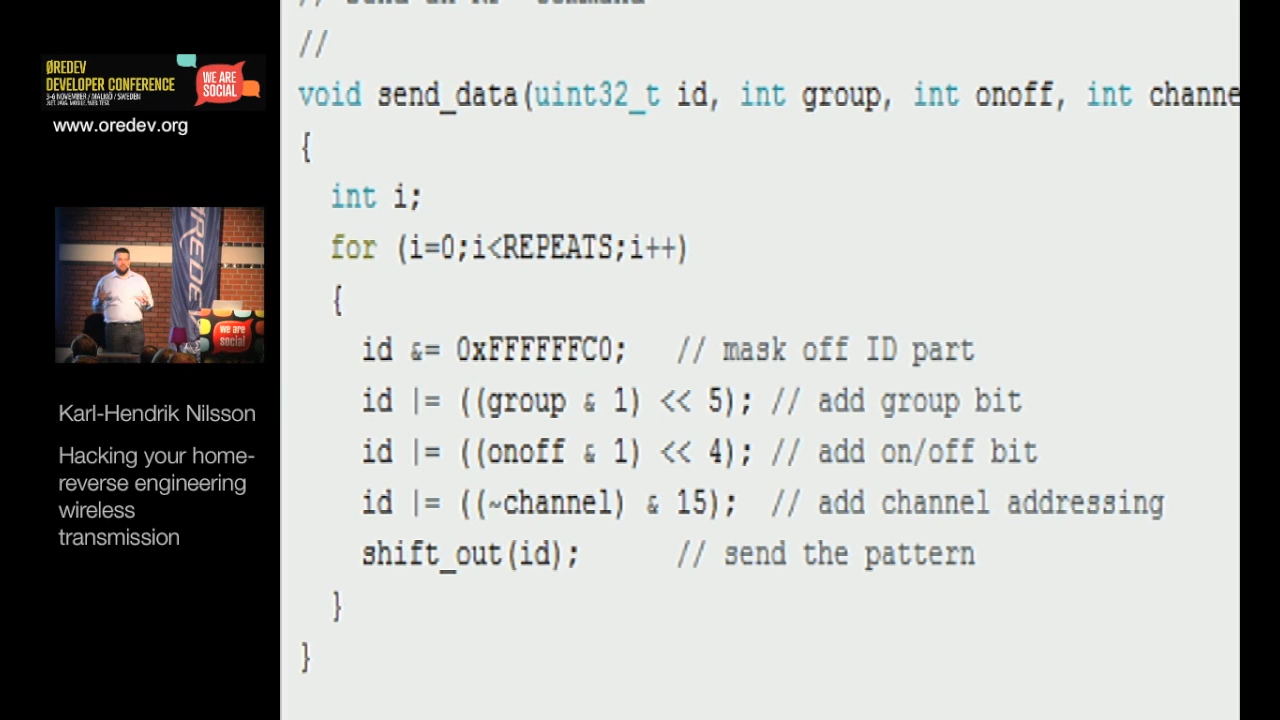 ØREDEV
DEVELOPER CONFERENCE
WE ARE
SOCIAL
www.oredev.org
we are
social
Karl-Hendrik Nilsson
Hacking your home-
reverse engineering
wireless
transmission
//
void send_data(uint32_t id, int group, int onoff, int channe
{
int i;
for (i=0;i<REPEATS;i++)
{
id &= 0xFFFFFFC0; // mask off ID part
id |= ((group & 1) << 5); // add group bit
id |= ((onoff & 1) << 4); // add on/off bit
id |= ((~channel) & 15); // add channel addressing
shift_out(id); // send the pattern
}
}